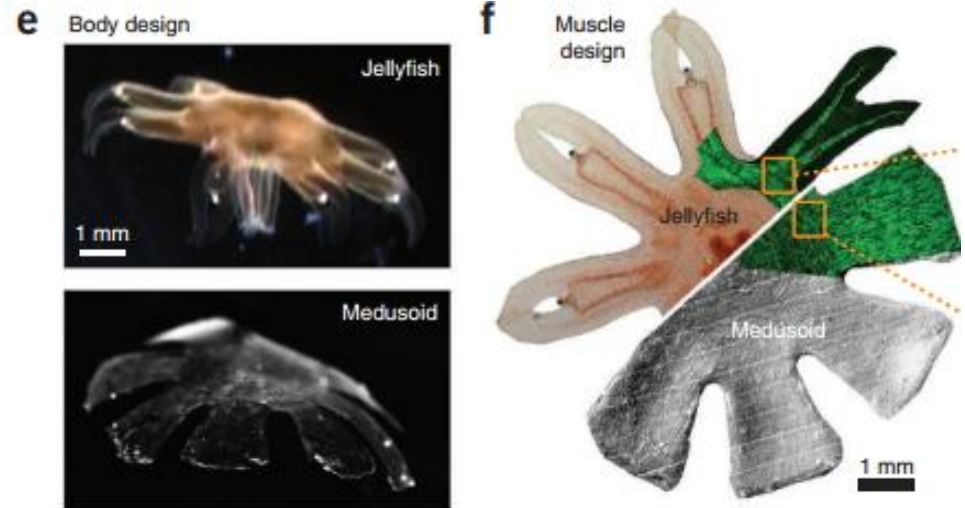 e Body design
Jellyfish
1 mm
Medusoid
f Muscle
design
Jellyfish
Medusoid
1 mm